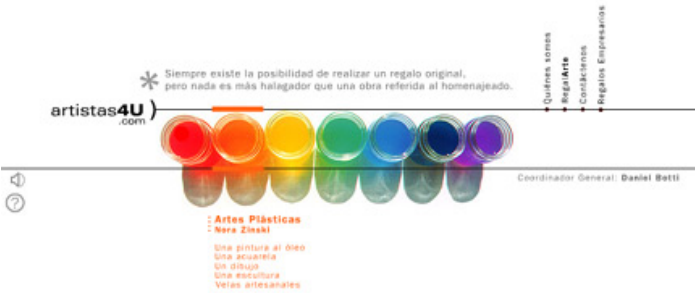 Quiénes somos
RegalArte
Contáctenos
Regalos Empresarios
* Siempre existe la posibilidad de realizar un regalo original,
pero nada es más halagador que una obra referida al homenajeado.
artistas4U
.com
Coordinador General: Daniel Botti
?
Artes Plásticas
Nora Zinski
Una pintura al óleo
Una acuarela
Un dibujo
Una escultura
Velas artesanales